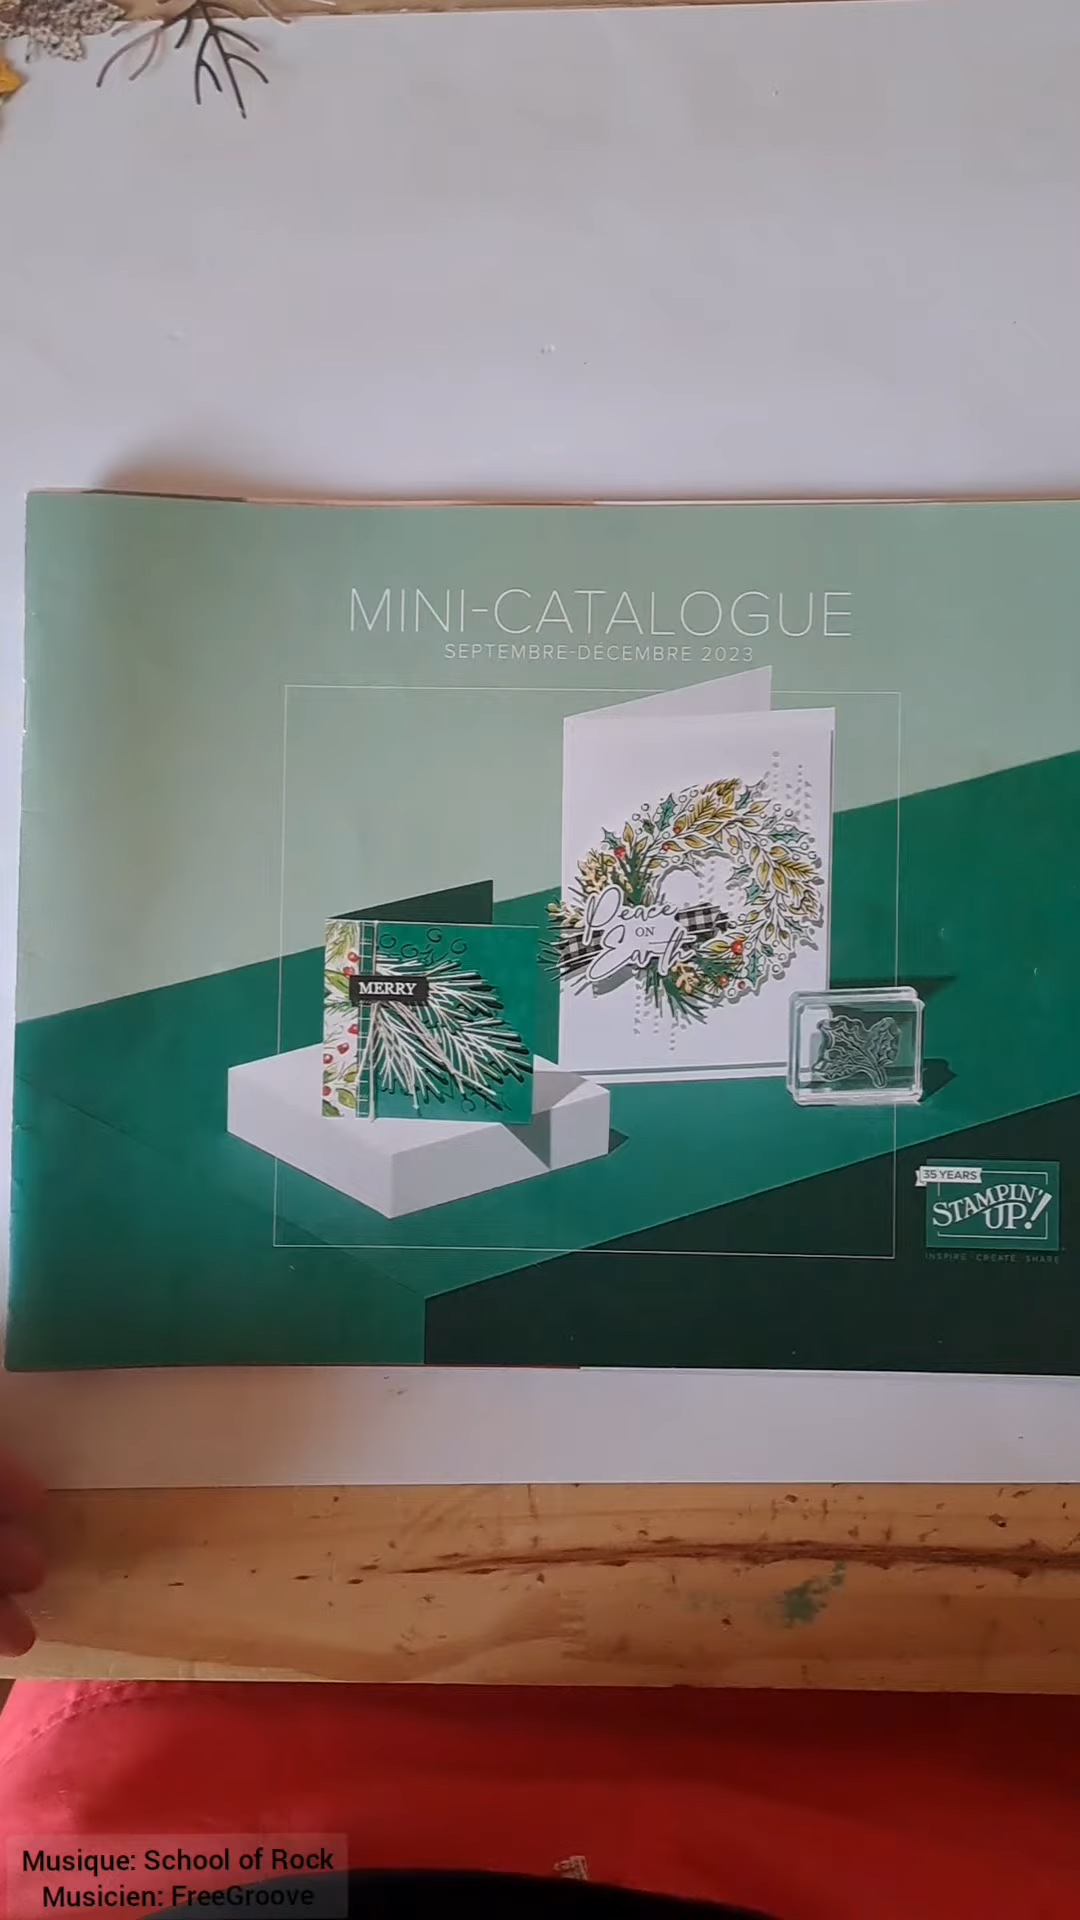 MINI-CATALOGUE
SEPTEMBRE-DÉCEMBRE 2023
Peace
ON
Earth
MERRY
35 YEARS
STAMPIN'
UP!
INSPIRE · CREATE · SHARE
Musique: School of Rock
Musicien: FreeGroove